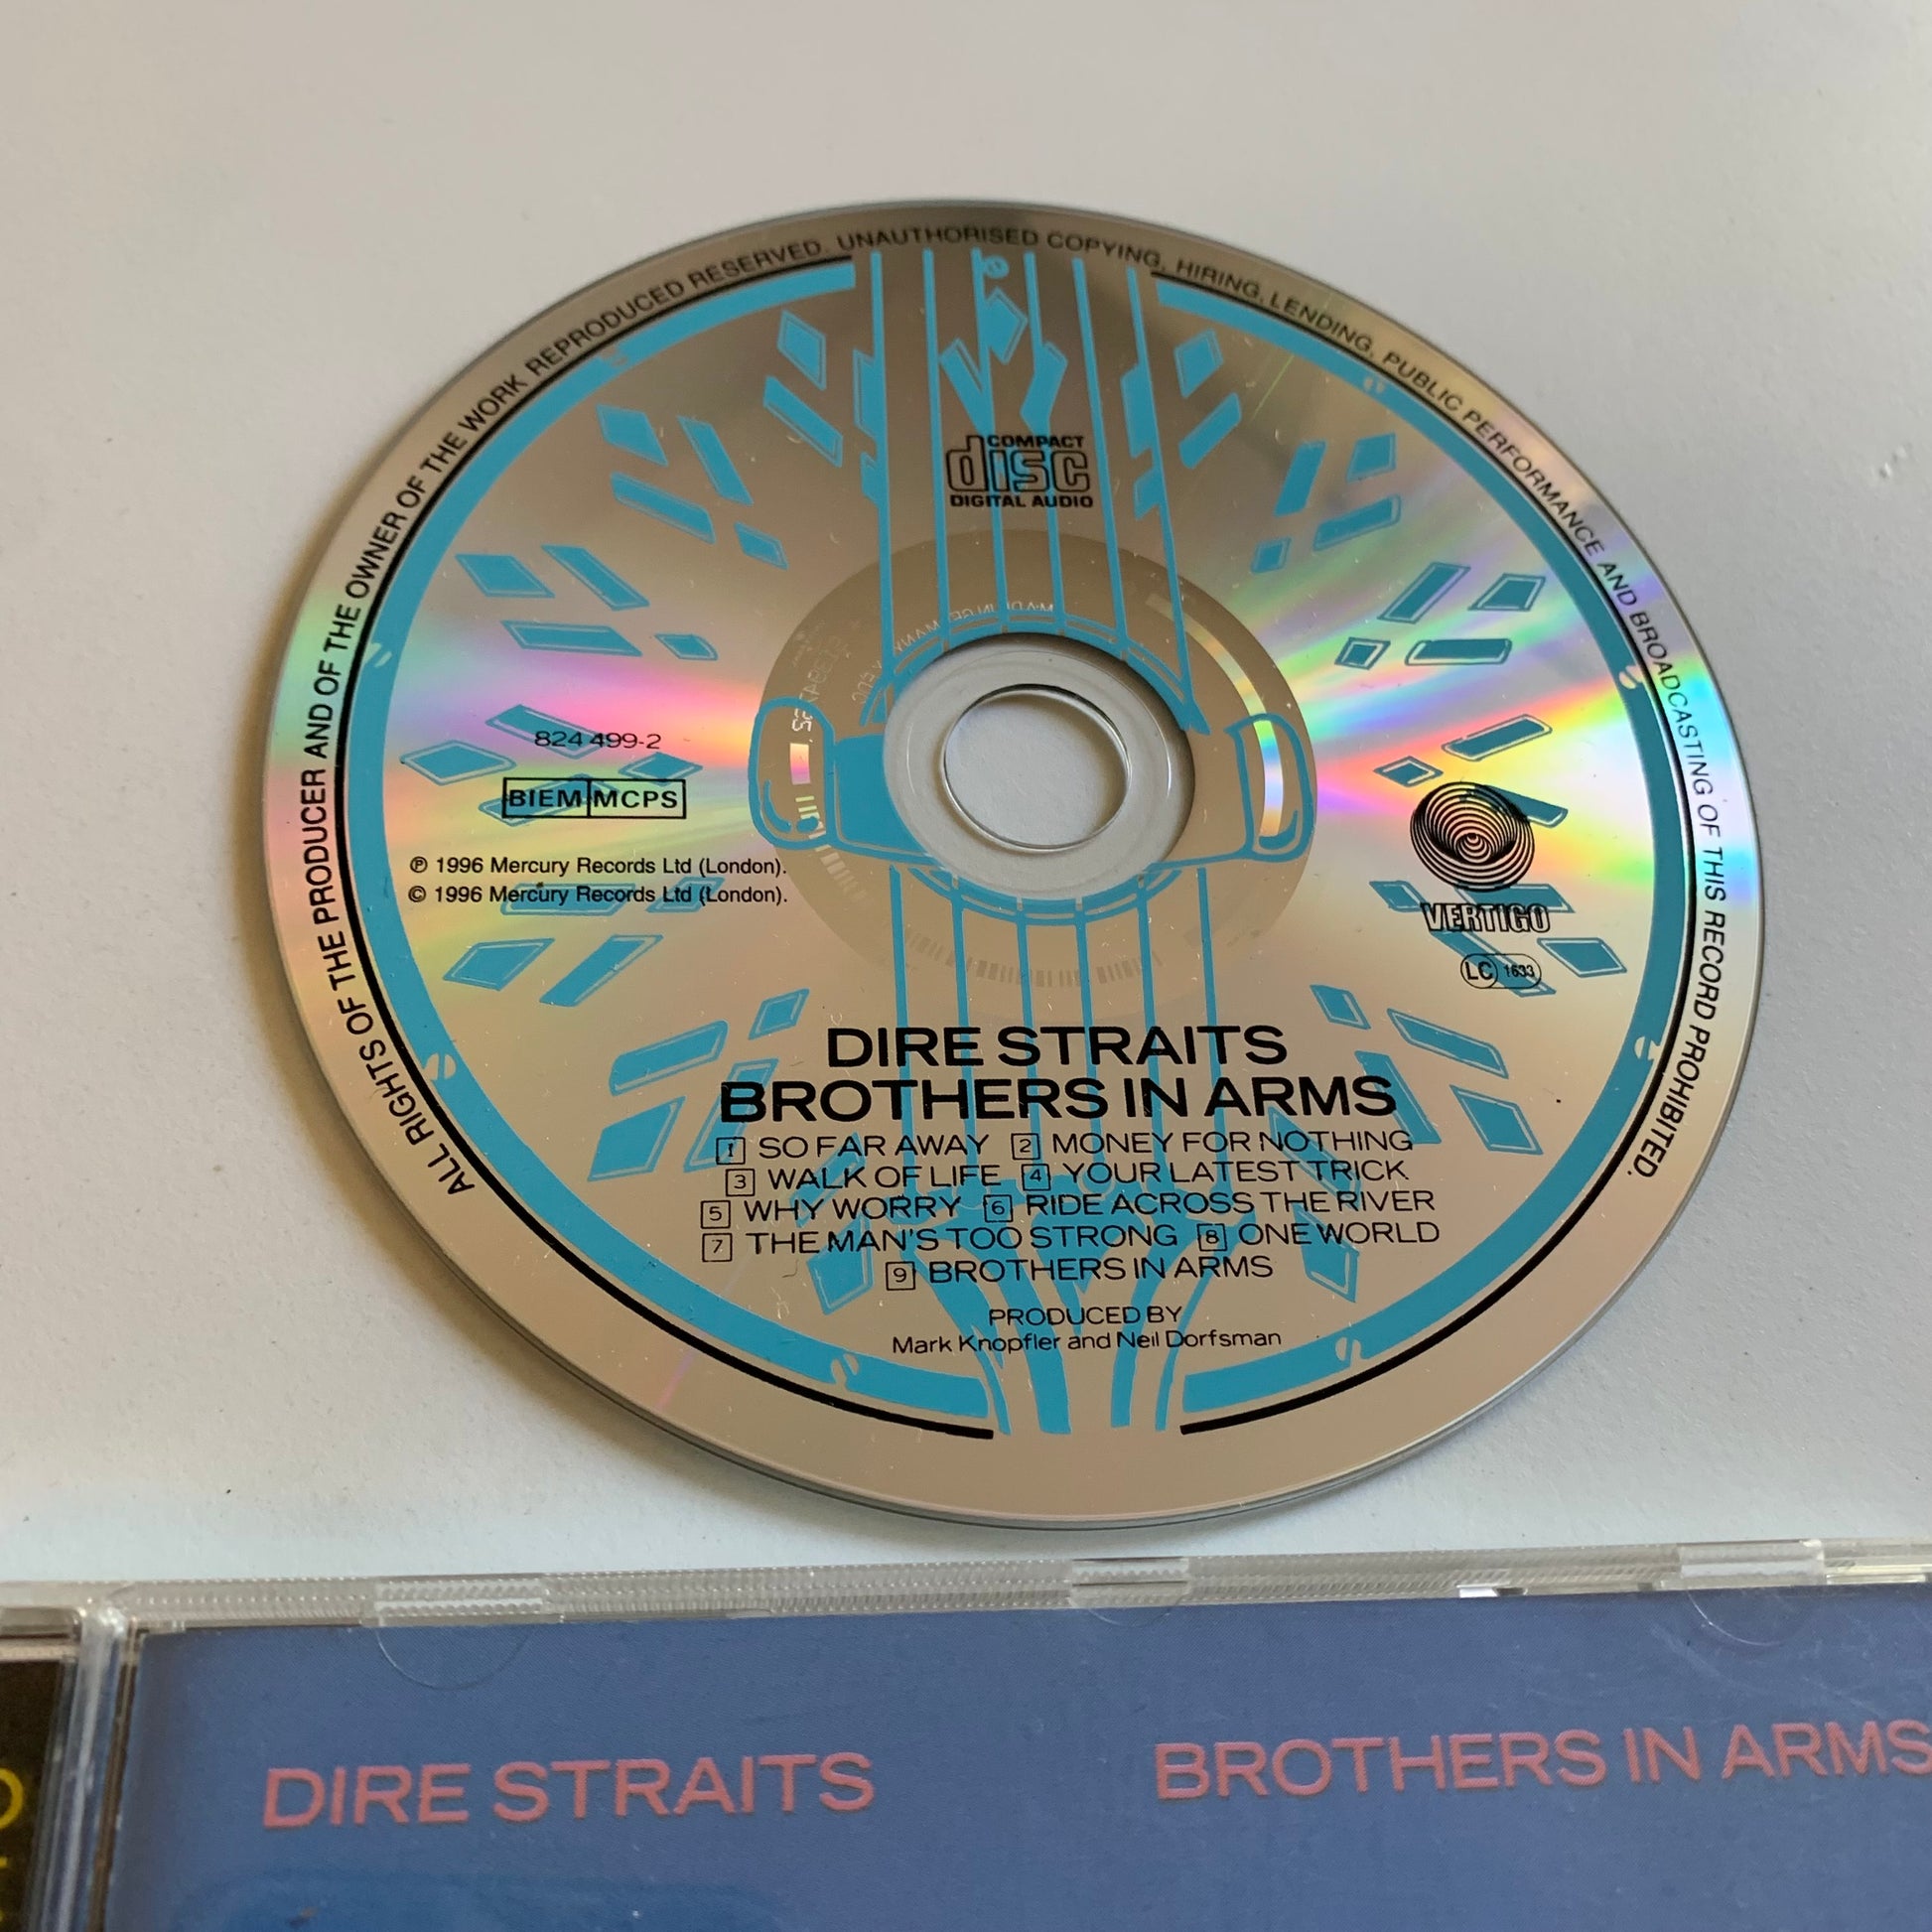 ALL RIGHTS OF THE PRODUCER AND OF THE OWNER OF THE WORK REPRODUCED RESERVED. UNAUTHORISED COPYING, HIRING, LENDING, PUBLIC PERFORMANCE AND BROADCASTING OF THIS RECORD PROHIBITED.
COMPACT
disc
DIGITAL AUDIO
824 499-2
BIEM MCPS
℗ 1996 Mercury Records Ltd (London).
© 1996 Mercury Records Ltd (London).
VERTIGO
LC 1633
DIRE STRAITS
BROTHERS IN ARMS
1 SO FAR AWAY 2 MONEY FOR NOTHING
3 WALK OF LIFE 4 YOUR LATEST TRICK
5 WHY WORRY 6 RIDE ACROSS THE RIVER
7 THE MAN'S TOO STRONG 8 ONE WORLD
9 BROTHERS IN ARMS
PRODUCED BY
Mark Knopfler and Neil Dorfsman
DIRE STRAITS BROTHERS IN ARMS